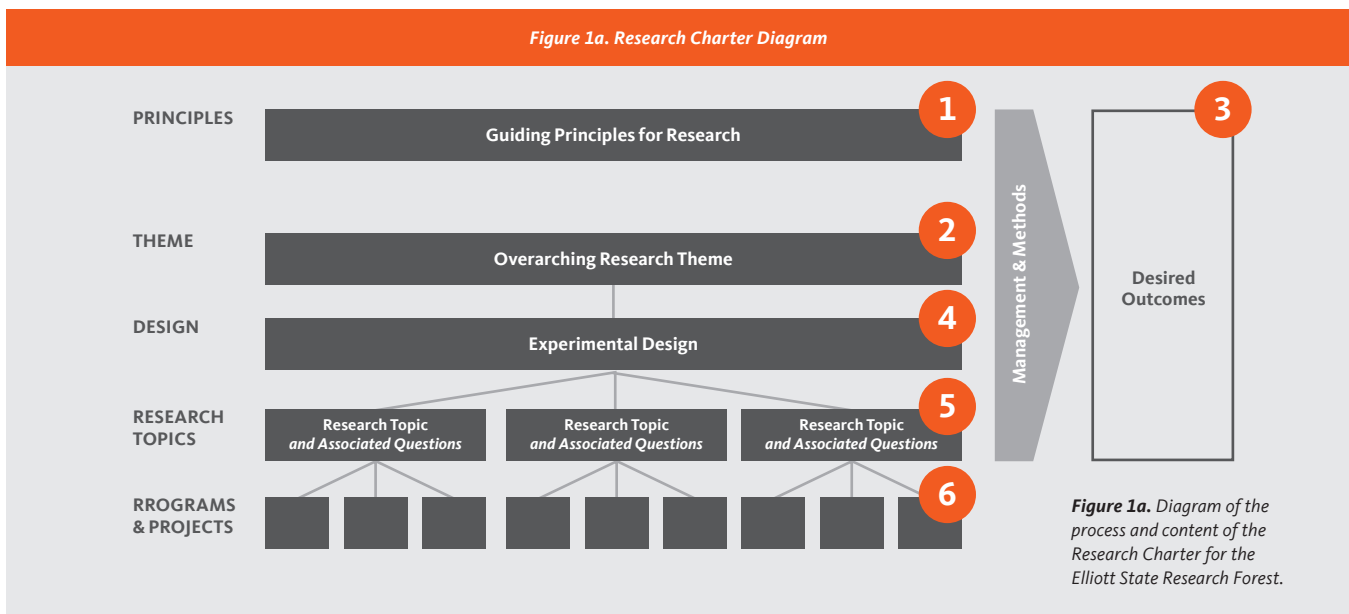 Figure 1a. Research Charter Diagram
PRINCIPLES
Guiding Principles for Research
1
THEME
Overarching Research Theme
2
DESIGN
Experimental Design
4
RESEARCH
TOPICS
Research Topic
and Associated Questions
Research Topic
and Associated Questions
Research Topic
and Associated Questions
5
RROGRAMS
& PROJECTS
6
Management & Methods
3
Desired
Outcomes
Figure 1a. Diagram of the
process and content of the
Research Charter for the
Elliott State Research Forest.